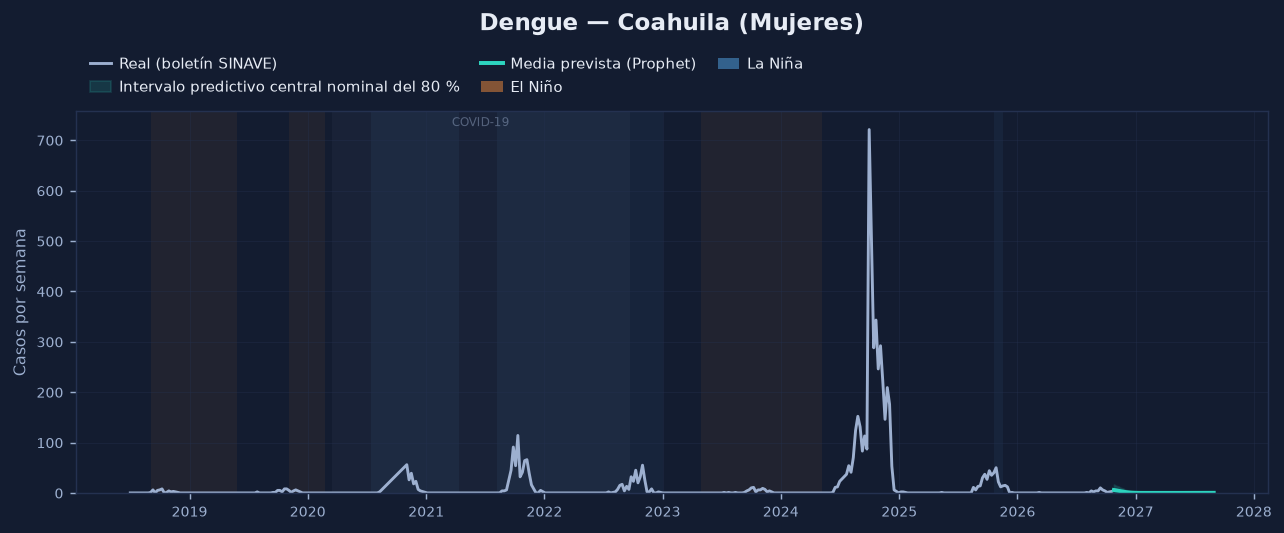 Dengue — Coahuila (Mujeres)
Real (boletín SINAVE)
Intervalo predictivo central nominal del 80 %
Media prevista (Prophet)
El Niño
La Niña
COVID-19
Casos por semana
700
600
500
400
300
200
100
0
2019 2020 2021 2022 2023 2024 2025 2026 2027 2028